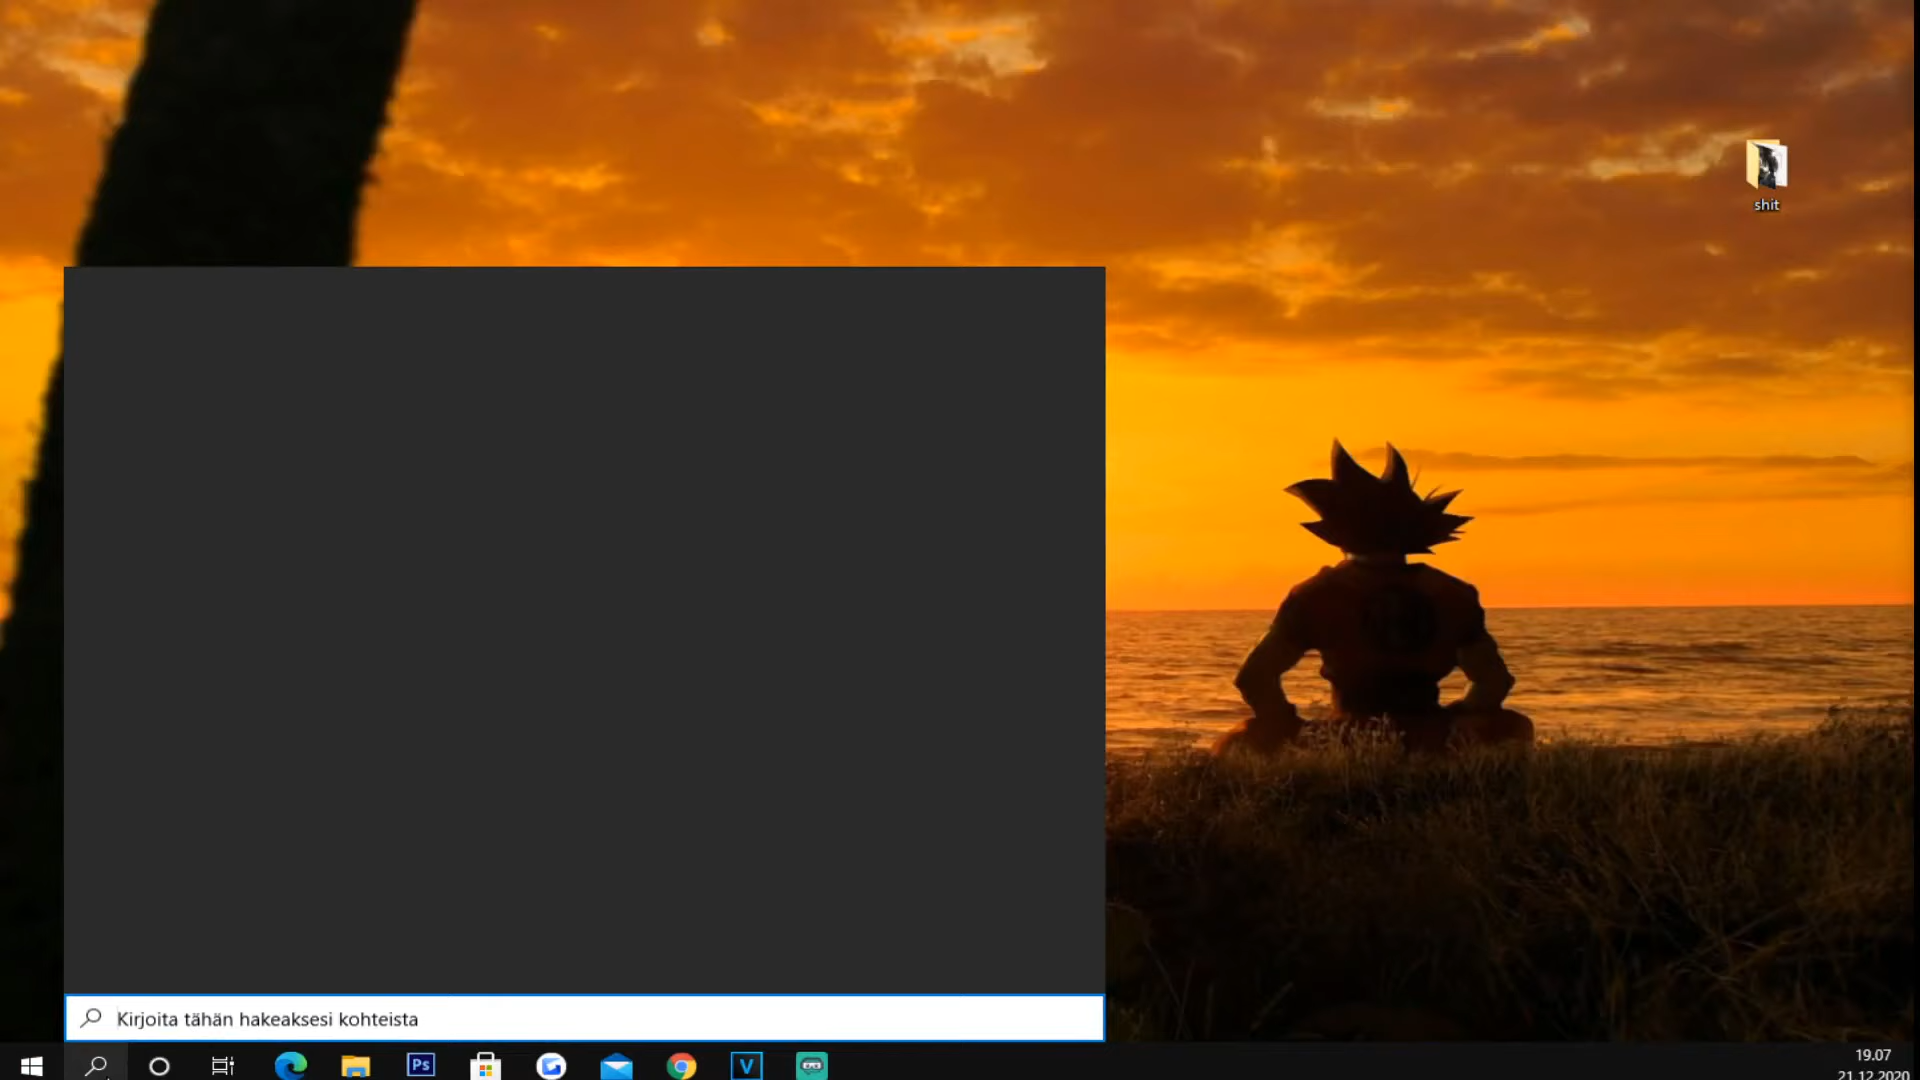 shit
Kirjoita tähän hakeaksesi kohteista
Ps
V
19.07
21.12.2020